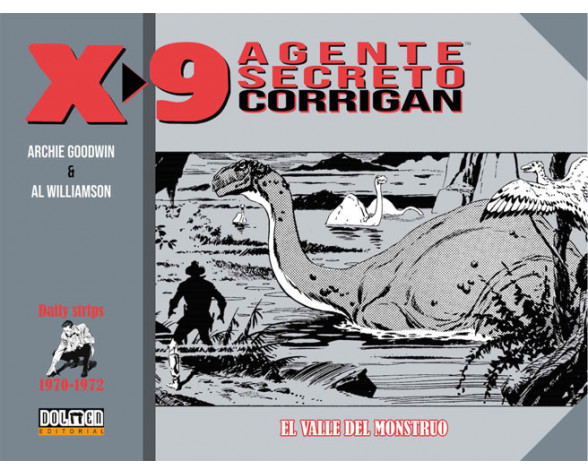 X-9 AGENTE
SECRETO
CORRIGAN
ARCHIE GOODWIN
&
AL WILLIAMSON
Daily strips
1970-1972
DOLMEN
EDITORIAL
EL VALLE DEL MONSTRUO